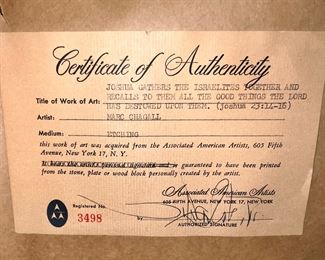 Certificate of Authenticity
JOSHUA GATHERS THE ISRAELITES TOGETHER AND
RECALLS TO THEM ALL THE GOOD THINGS THE LORD
Title of Work of Art: HAS BESTOWED UPON THEM. (Joshua 23:14-16)
Artist: MARC CHAGALL
Medium: ETCHING
this work of art was acquired from the Associated American Artists, 605 Fifth
Avenue, New York 17, N. Y.
is guaranteed to have been printed
from the stone, plate or wood block personally created by the artist.
Associated American Artists
605 FIFTH AVENUE, NEW YORK 17, NEW YORK
Registered No. 3498
by
AUTHORIZED SIGNATURE
AAA